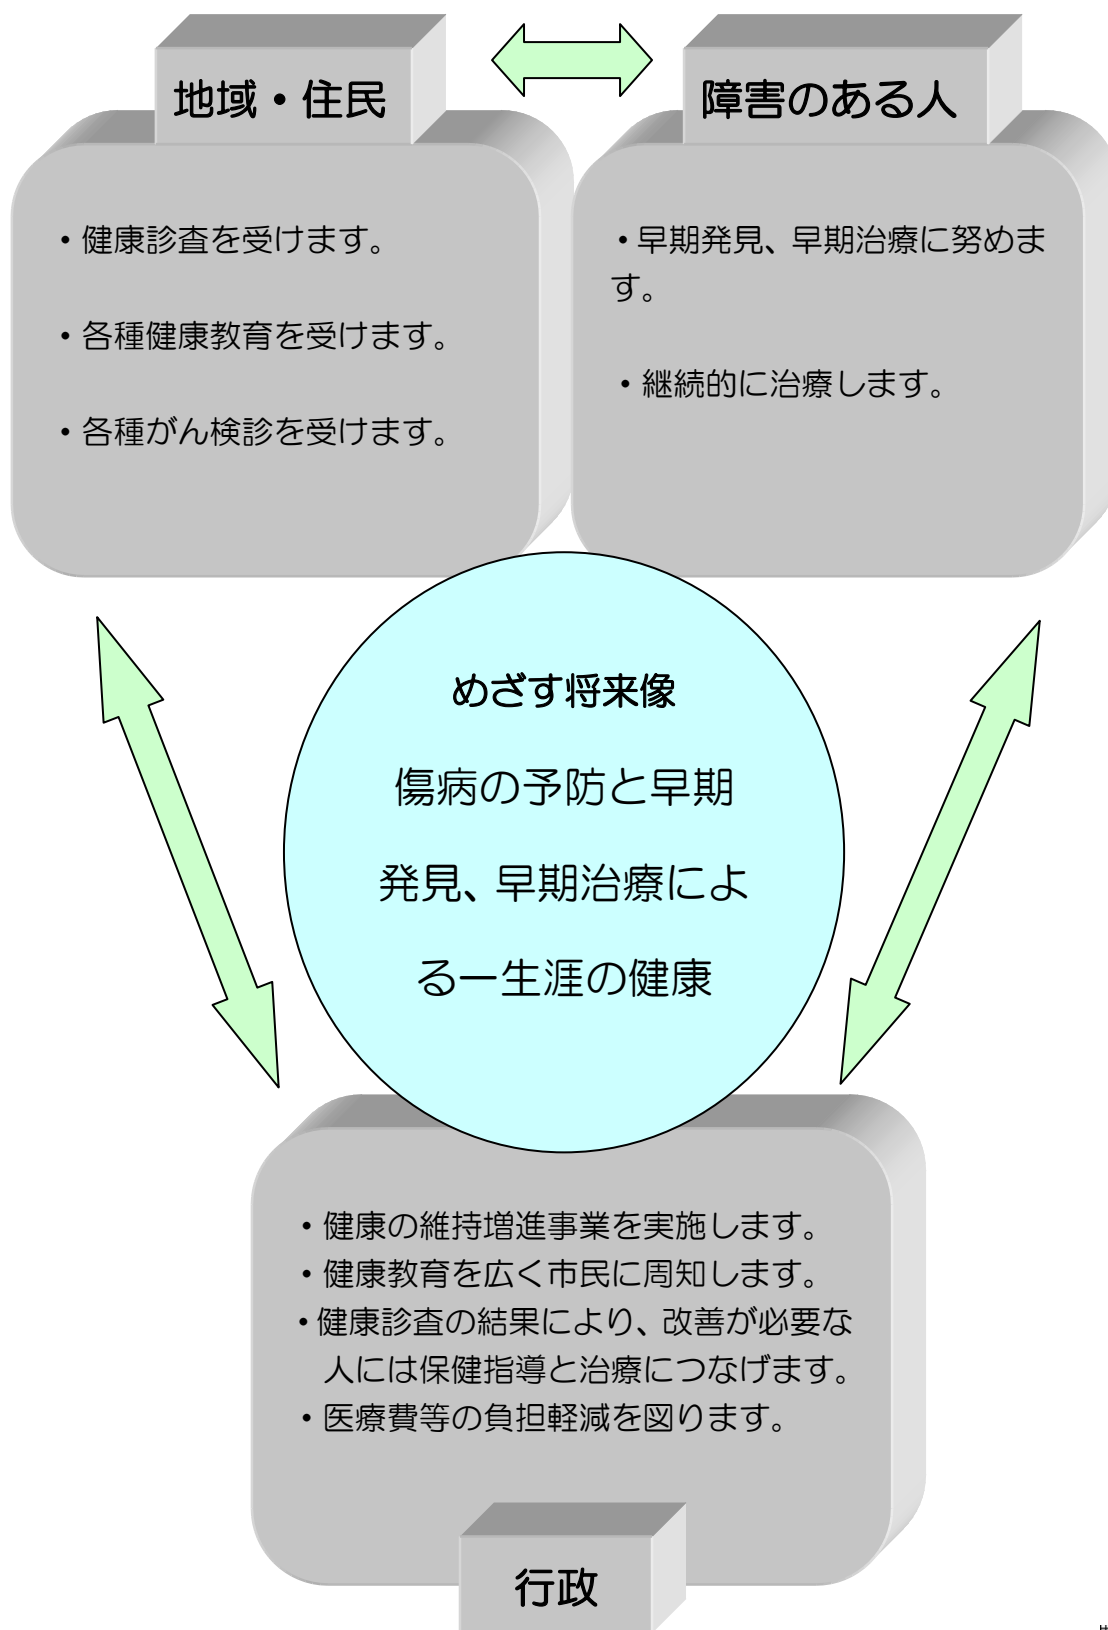 地域・住民
・健康診査を受けます。
・各種健康教育を受けます。
・各種がん検診を受けます。
障害のある人
・早期発見、早期治療に努めま
す。
・継続的に治療します。
めざす将来像
傷病の予防と早期
発見、早期治療によ
る一生涯の健康
・健康の維持増進事業を実施します。
・健康教育を広く市民に周知します。
・健康診査の結果により、改善が必要な
人には保健指導と治療につなげます。
・医療費等の負担軽減を図ります。
行政